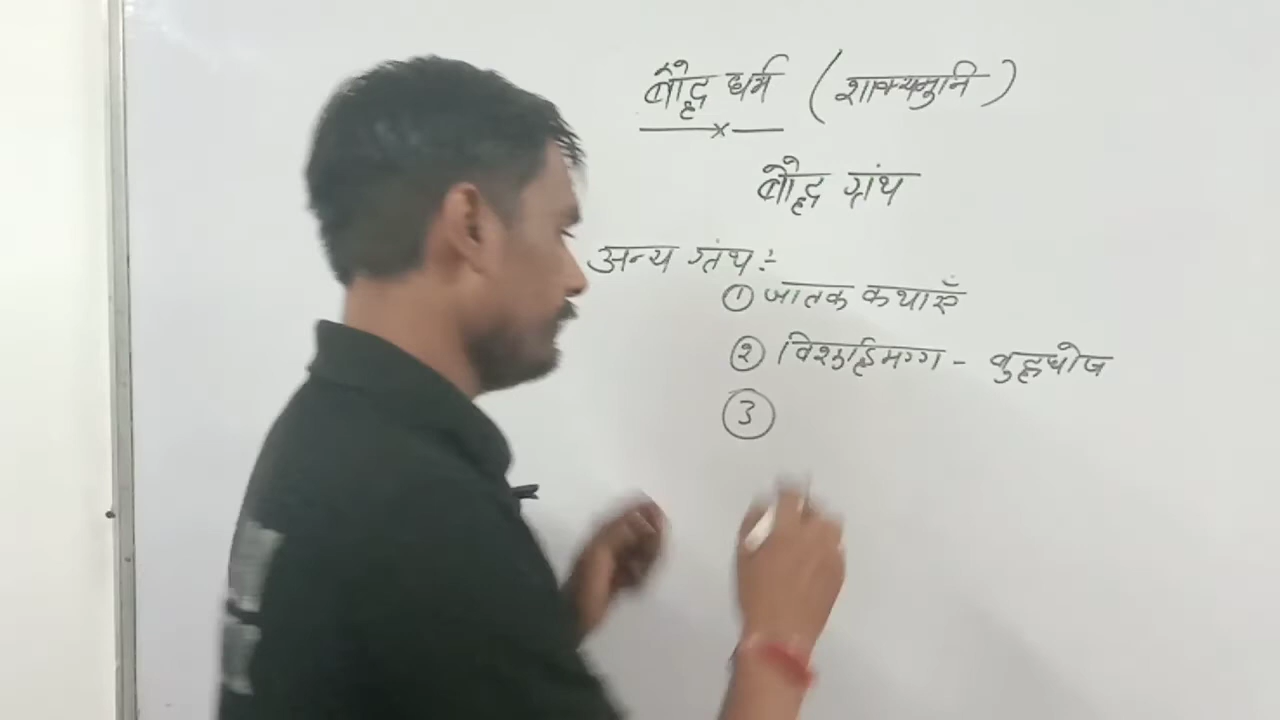 बौद्ध धर्म (शाक्यमुनि)
बौद्ध ग्रंथ
अन्य ग्रंथ :-
① जातक कथाएँ
② विशुद्धिमग्ग - बुद्धघोष
③